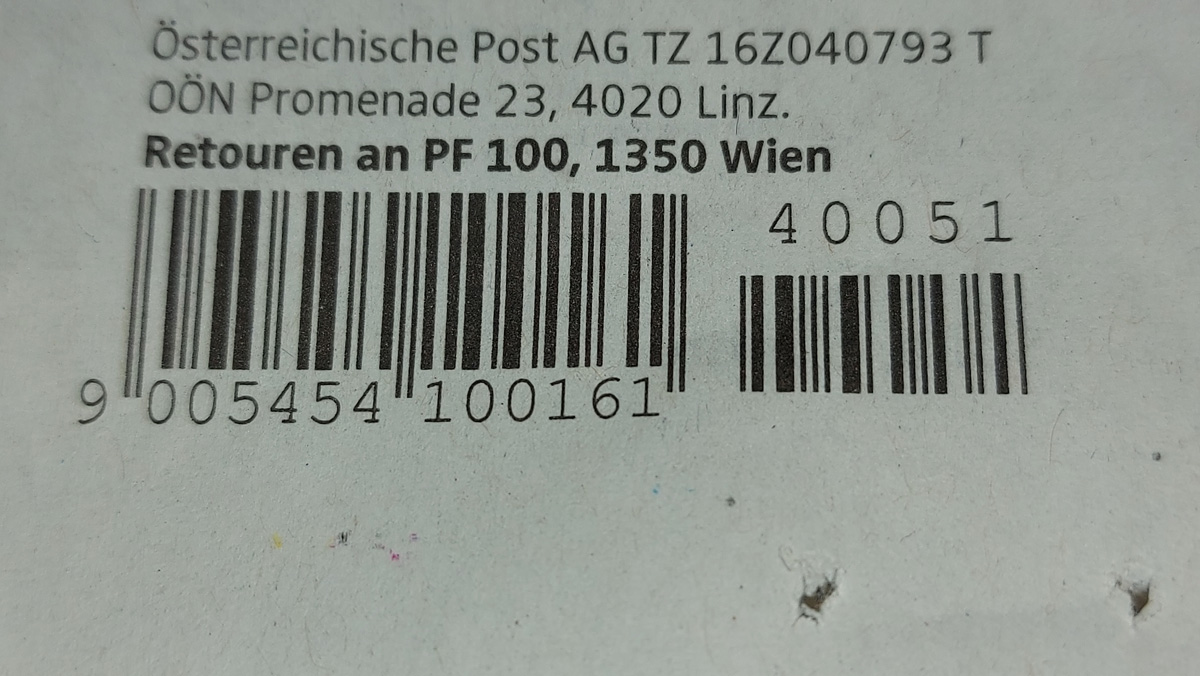 Österreichische Post AG TZ 16Z040793 T
OÖN Promenade 23, 4020 Linz.
Retouren an PF 100, 1350 Wien
40051
9 005454 100161